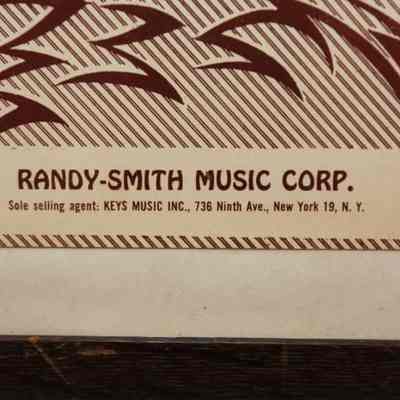 RANDY-SMITH MUSIC CORP.
Sole selling agent: KEYS MUSIC INC., 736 Ninth Ave., New York 19, N. Y.